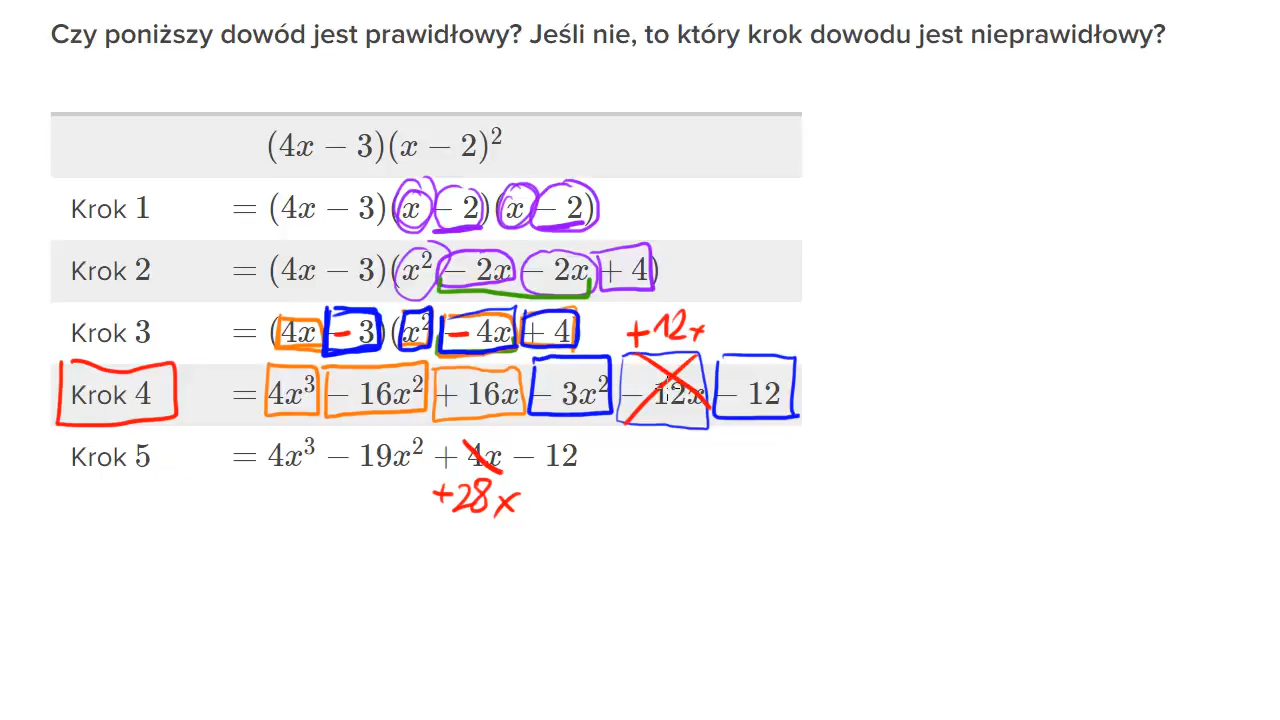 Czy poniższy dowód jest prawidłowy? Jeśli nie, to który krok dowodu jest nieprawidłowy?
(4x − 3)(x − 2)²
Krok 1 = (4x − 3)(x − 2)(x − 2)
Krok 2 = (4x − 3)(x² − 2x − 2x + 4)
Krok 3 = (4x − 3)(x² − 4x + 4)
+12x
Krok 4 = 4x³ − 16x² + 16x − 3x² − 12x − 12
Krok 5 = 4x³ − 19x² + 4x − 12
+28x